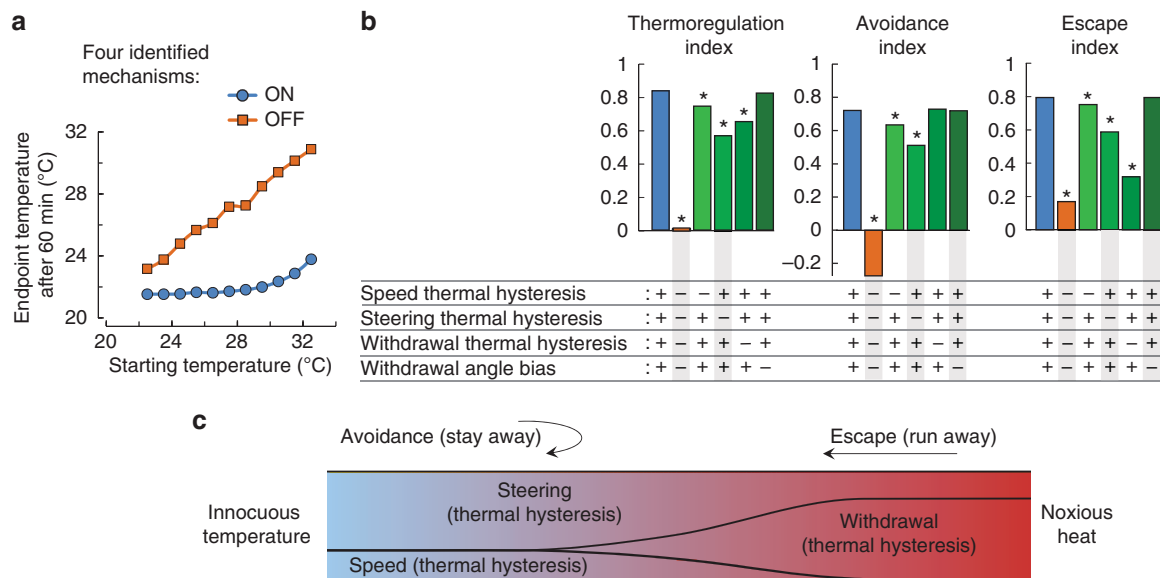 a
Four identified
mechanisms:
ON
OFF
Endpoint temperature
after 60 min (°C)
32
28
24
20
20 24 28 32
Starting temperature (°C)
b
Thermoregulation
index
1
0.8
0.6
0.4
0.2
0
* * * *
Avoidance
index
1
0.8
0.6
0.4
0.2
0
−0.2
* * *
Escape
index
1
0.8
0.6
0.4
0.2
0
* * * *
Speed thermal hysteresis : + − − + + + + − − + + + + − − + + +
Steering thermal hysteresis : + − + − + + + − + − + + + − + − + +
Withdrawal thermal hysteresis : + − + + − + + − + + − + + − + + − +
Withdrawal angle bias : + − + + + − + − + + + − + − + + + −
c
Avoidance (stay away)
Escape (run away)
Innocuous
temperature
Steering
(thermal hysteresis)
Speed (thermal hysteresis)
Withdrawal
(thermal hysteresis)
Noxious
heat